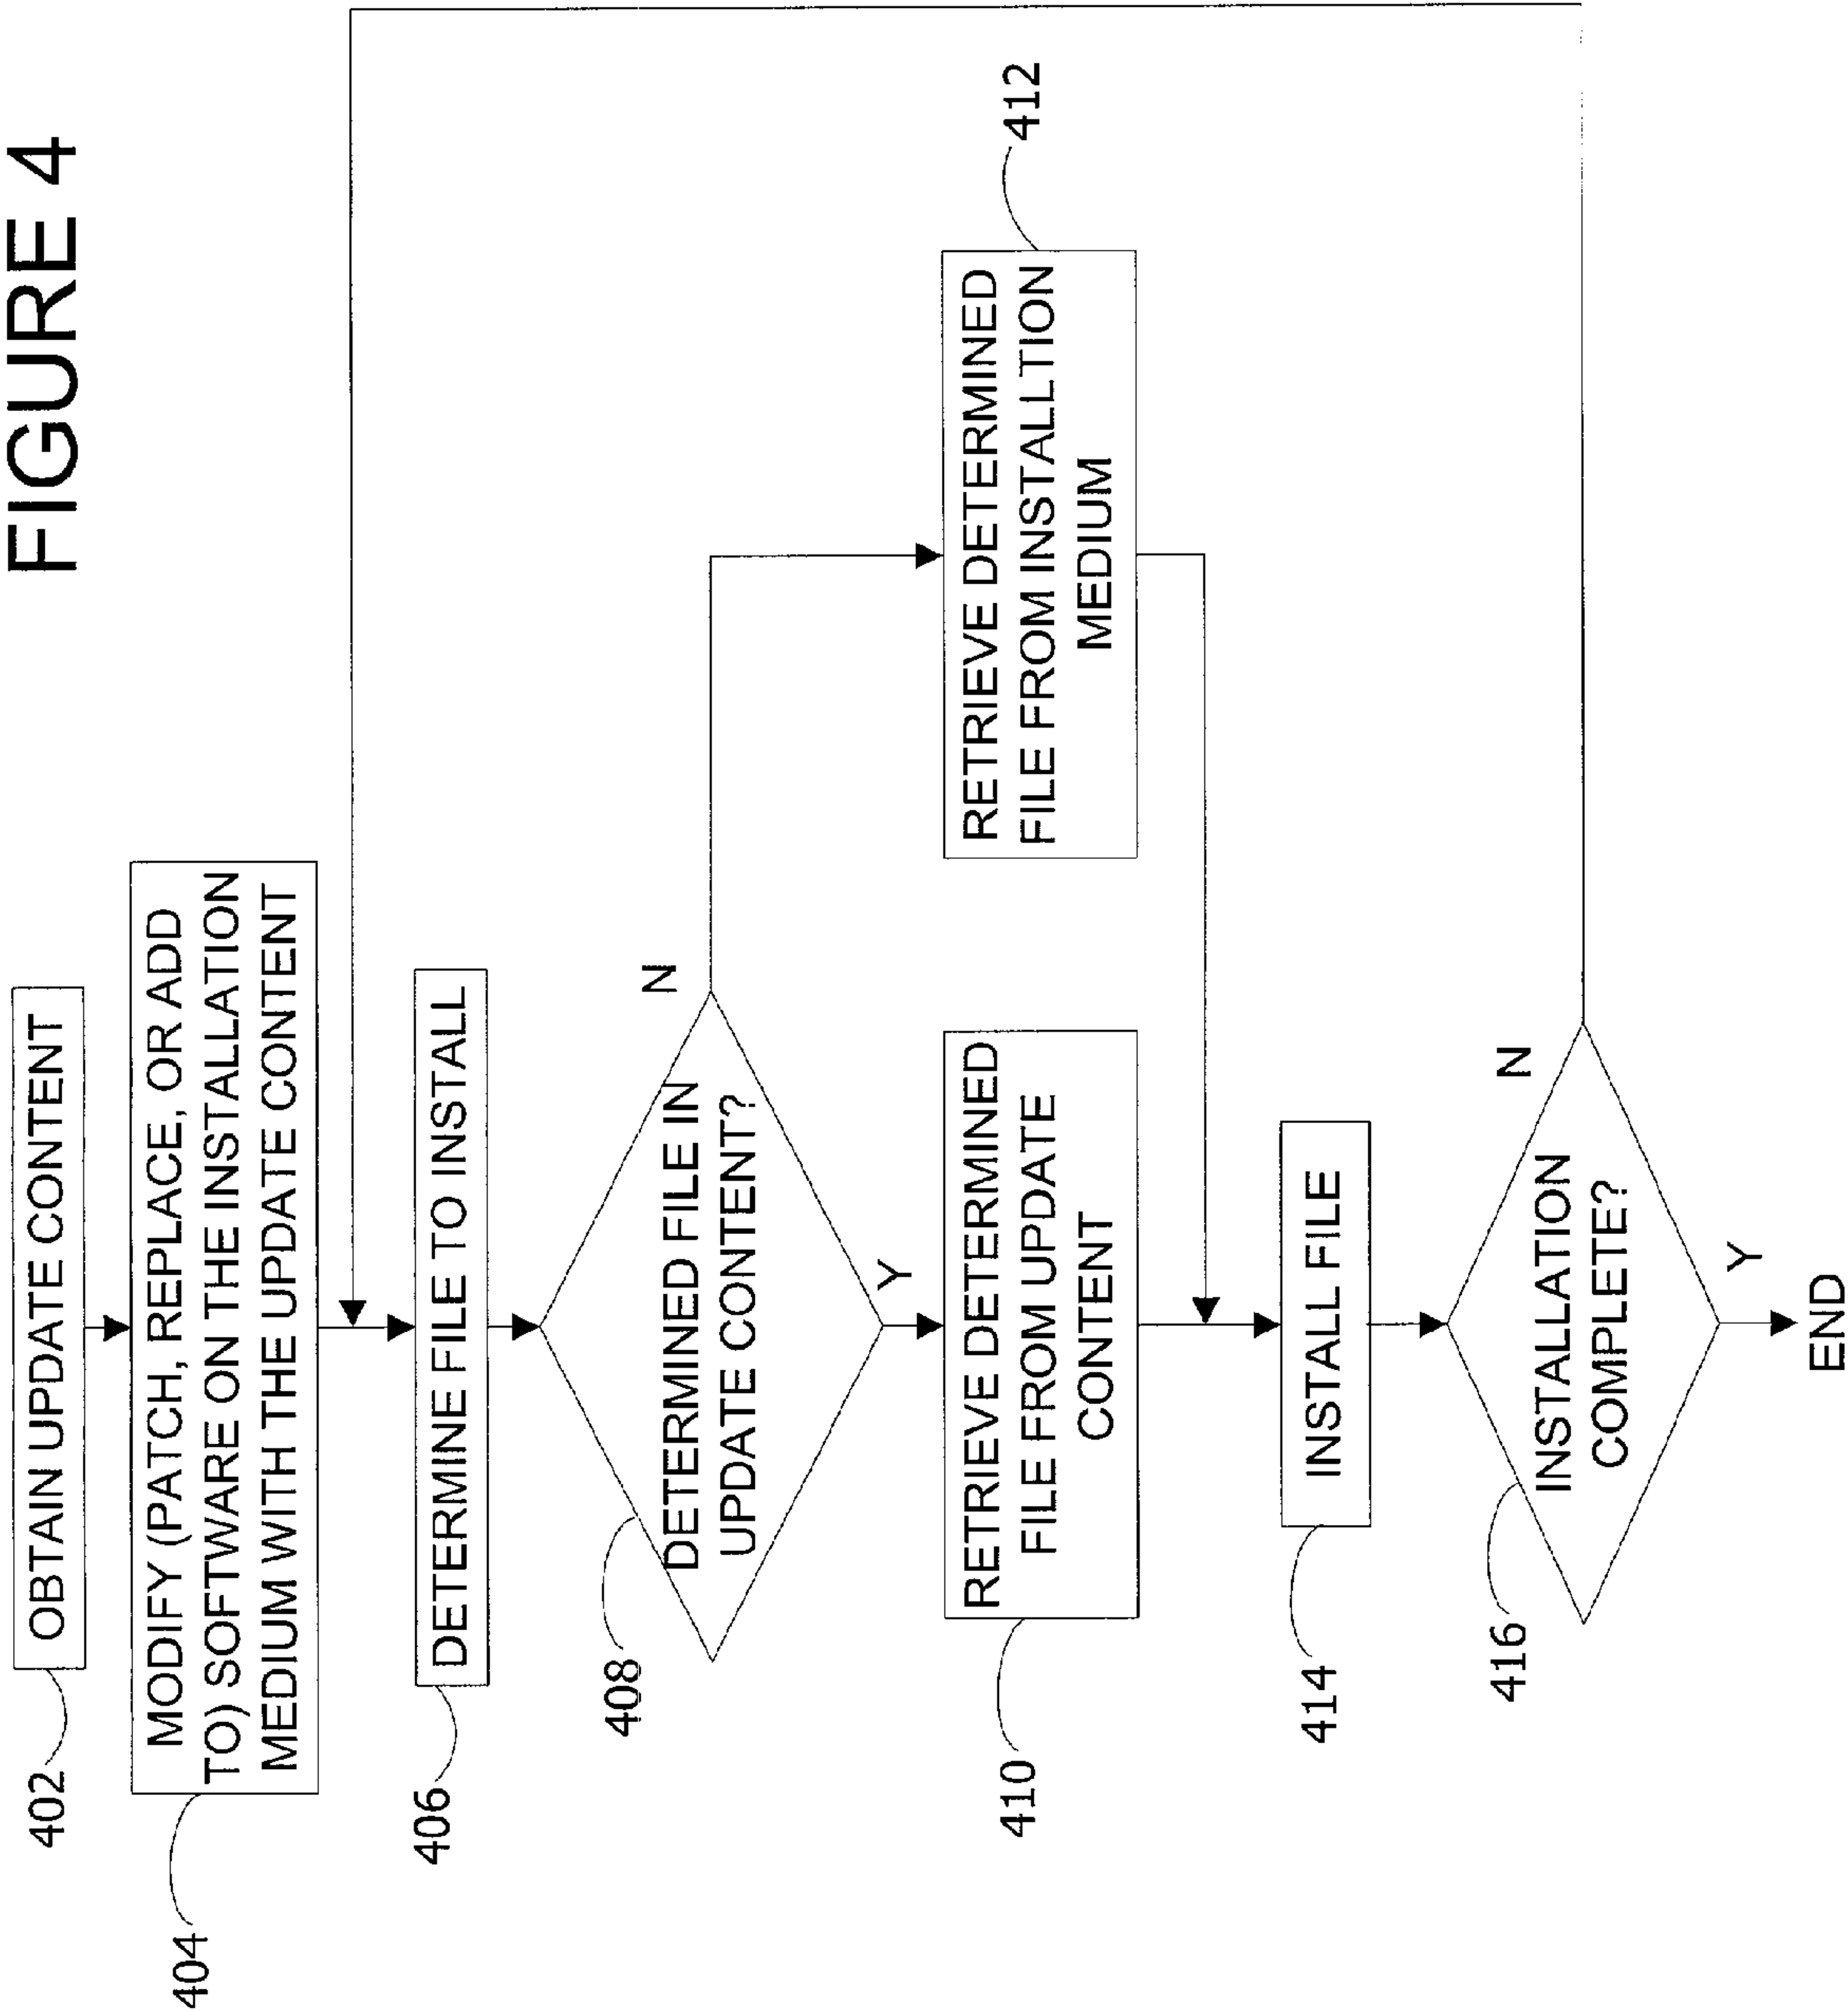 FIGURE 4
402
OBTAIN UPDATE CONTENT
404
MODIFY (PATCH, REPLACE, OR ADD
TO) SOFTWARE ON THE INSTALLATION
MEDIUM WITH THE UPDATE CONTENT
406
DETERMINE FILE TO INSTALL
408
DETERMINED FILE IN
UPDATE CONTENT?
N
Y
410
RETRIEVE DETERMINED
FILE FROM UPDATE
CONTENT
412
RETRIEVE DETERMINED
FILE FROM INSTALLTION
MEDIUM
414
INSTALL FILE
416
INSTALLATION
COMPLETE?
N
Y
END